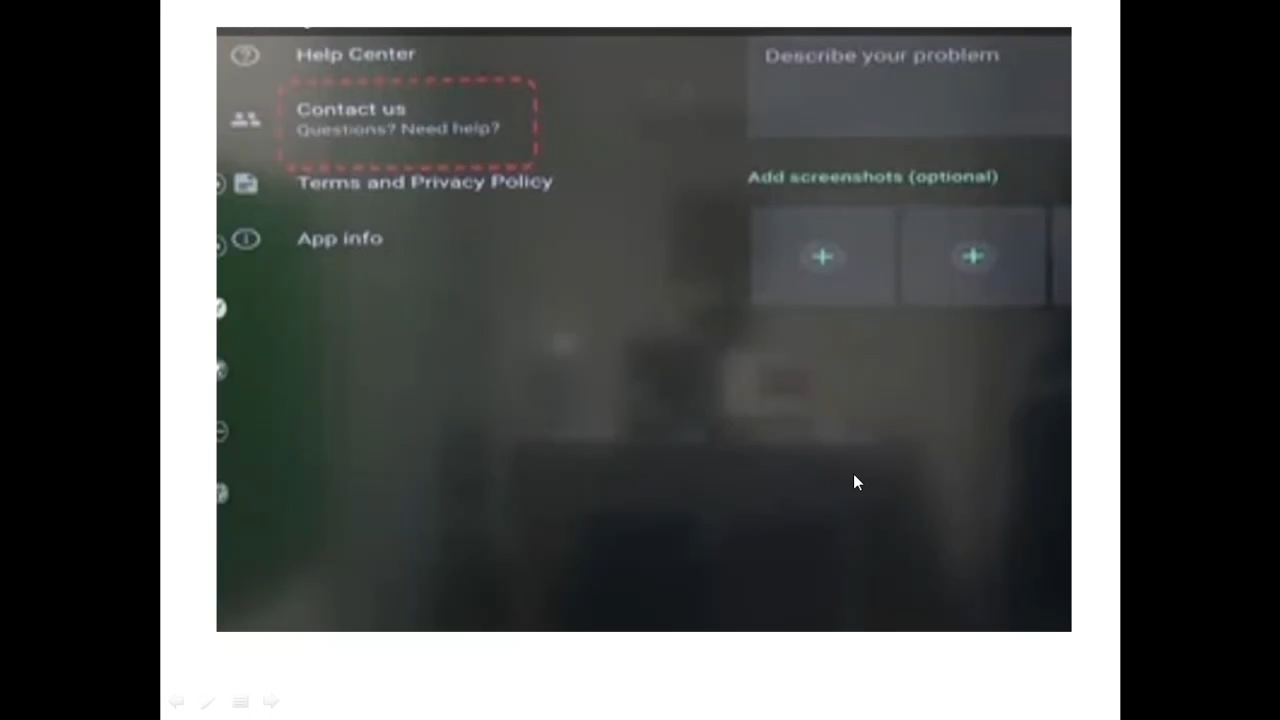 Help Center
Contact us
Questions? Need help?
Terms and Privacy Policy
App info
Describe your problem
Add screenshots (optional)